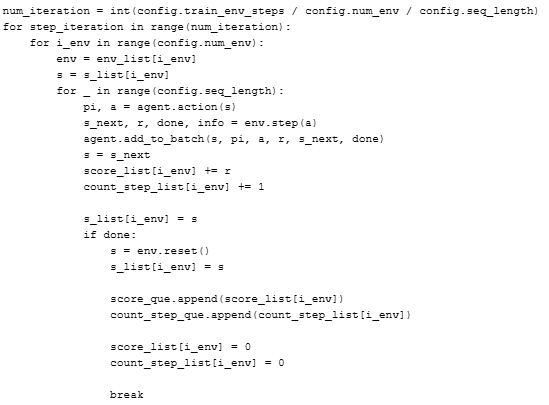 num_iteration = int(config.train_env_steps / config.num_env / config.seq_length)
for step_iteration in range(num_iteration):
    for i_env in range(config.num_env):
        env = env_list[i_env]
        s = s_list[i_env]
        for _ in range(config.seq_length):
            pi, a = agent.action(s)
            s_next, r, done, info = env.step(a)
            agent.add_to_batch(s, pi, a, r, s_next, done)
            s = s_next
            score_list[i_env] += r
            count_step_list[i_env] += 1

            s_list[i_env] = s
            if done:
                s = env.reset()
                s_list[i_env] = s

                score_que.append(score_list[i_env])
                count_step_que.append(count_step_list[i_env])

                score_list[i_env] = 0
                count_step_list[i_env] = 0

                break